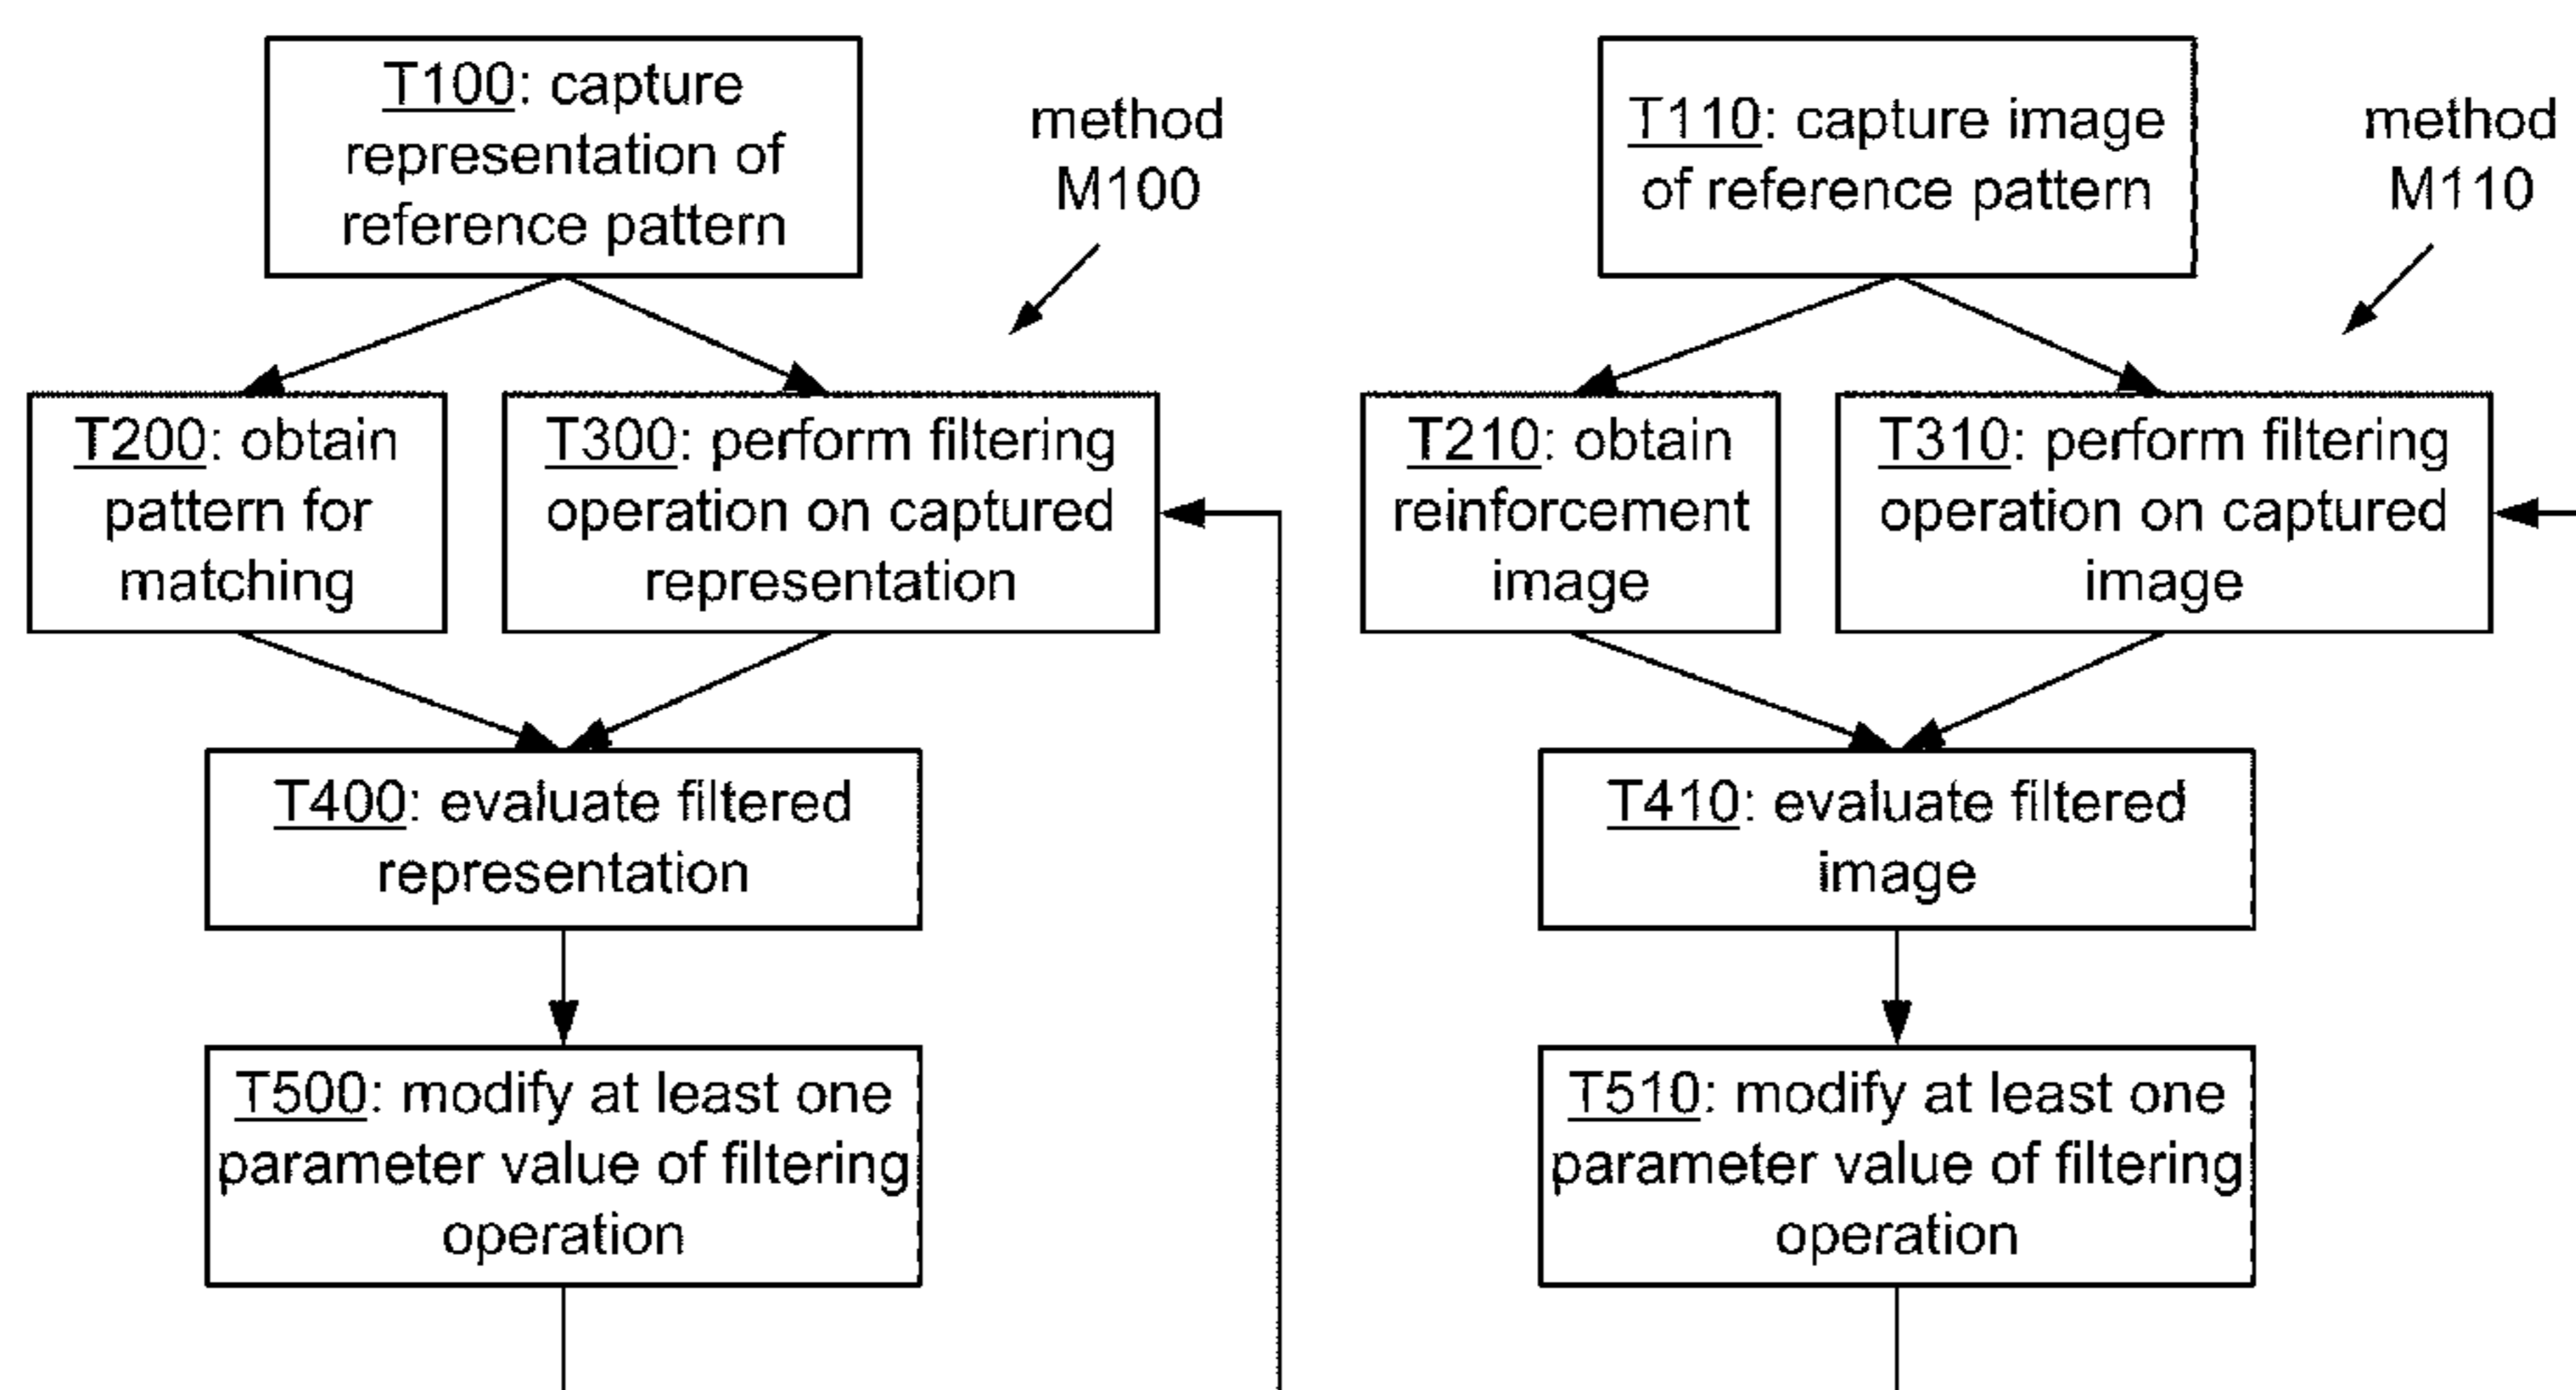 T100: capture
representation of
reference pattern
method
M100
T200: obtain
pattern for
matching
T300: perform filtering
operation on captured
representation
T400: evaluate filtered
representation
T500: modify at least one
parameter value of filtering
operation
T110: capture image
of reference pattern
method
M110
T210: obtain
reinforcement
image
T310: perform filtering
operation on captured
image
T410: evaluate filtered
image
T510: modify at least one
parameter value of filtering
operation